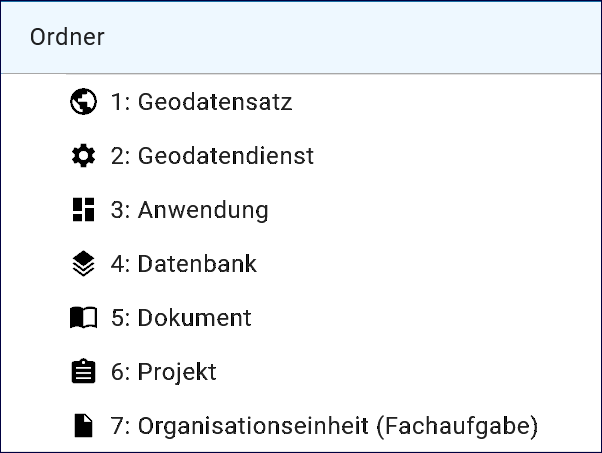 Ordner
1: Geodatensatz
2: Geodatendienst
3: Anwendung
4: Datenbank
5: Dokument
6: Projekt
7: Organisationseinheit (Fachaufgabe)